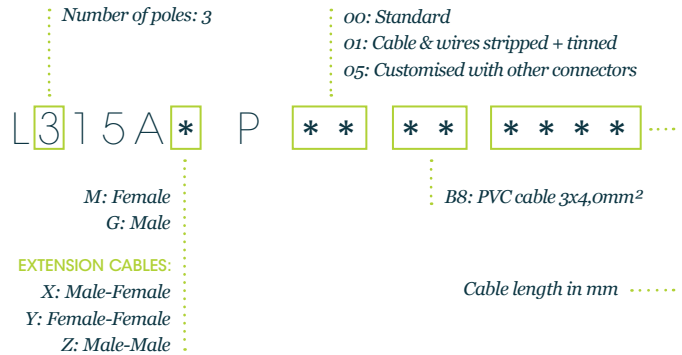 Number of poles: 3
00: Standard
01: Cable & wires stripped + tinned
05: Customised with other connectors
L315A* P ** ** ****
M: Female
G: Male
B8: PVC cable 3x4,0mm²
EXTENSION CABLES:
X: Male-Female
Y: Female-Female
Z: Male-Male
Cable length in mm